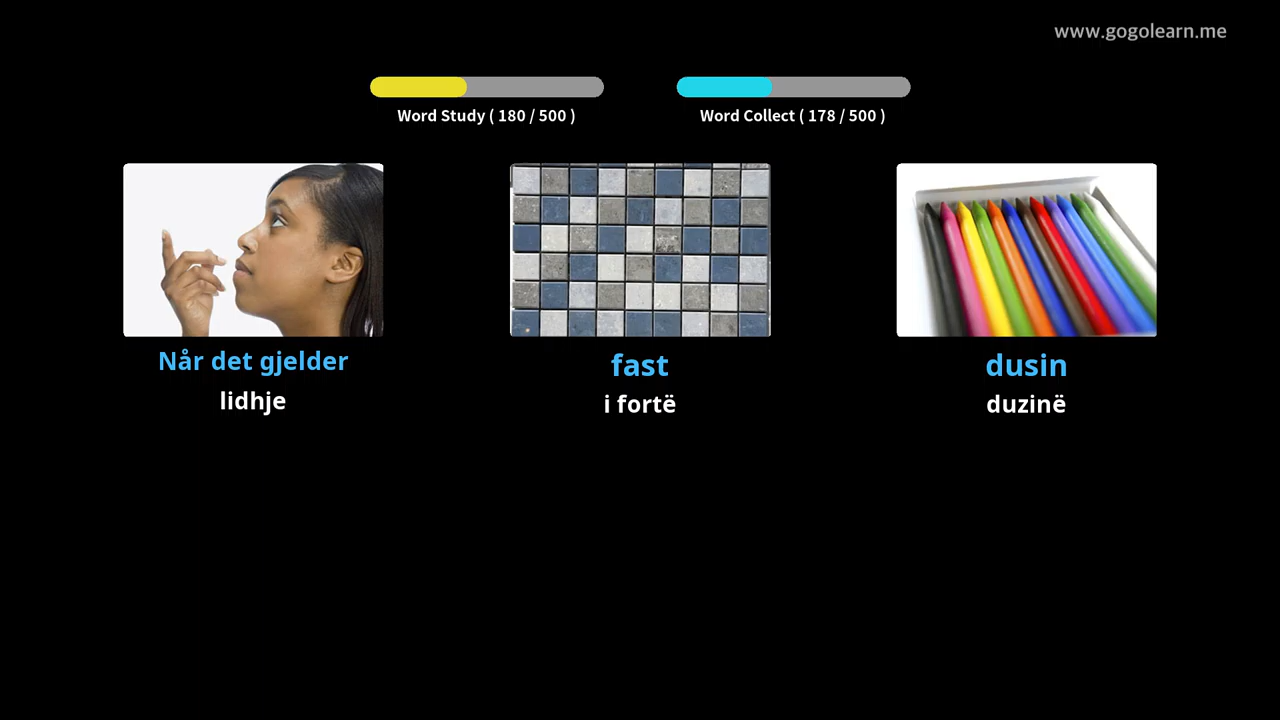 www.gogolearn.me
Word Study ( 180 / 500 )
Word Collect ( 178 / 500 )
Når det gjelder
lidhje
fast
i fortë
dusin
duzinë